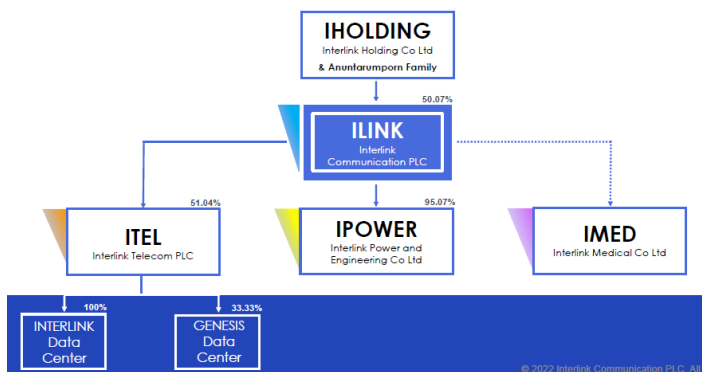 IHOLDING
Interlink Holding Co Ltd
& Anuntarumporn Family
50.07%
ILINK
Interlink
Communication PLC
51.04%
ITEL
Interlink Telecom PLC
95.07%
IPOWER
Interlink Power and
Engineering Co Ltd
IMED
Interlink Medical Co Ltd
100%
INTERLINK
Data
Center
33.33%
GENESIS
Data
Center
© 2022 Interlink Communication PLC, All